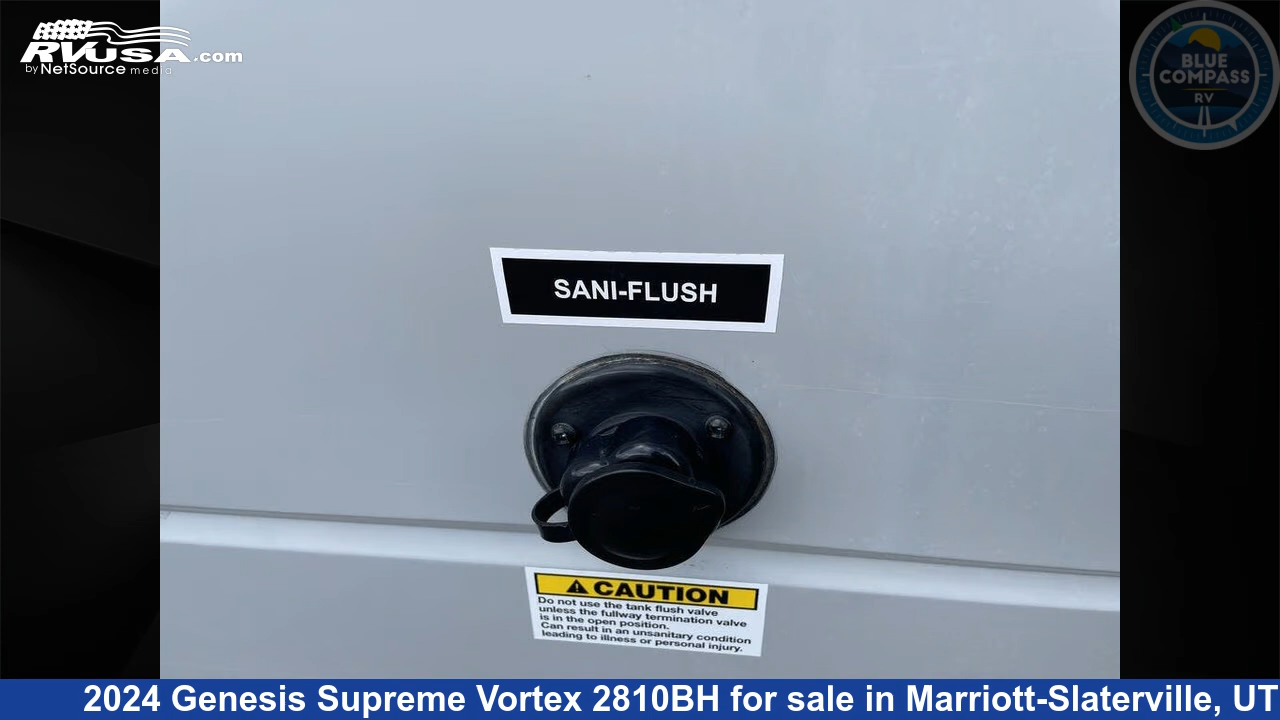 RVUSA.com
by NetSource media
BLUE
COMPASS
RV
SANI-FLUSH
CAUTION
Do not use the tank flush valve
unless the fullway termination valve
is in the open position.
Can result in an unsanitary condition
leading to illness or personal injury.
2024 Genesis Supreme Vortex 2810BH for sale in Marriott-Slaterville, UT